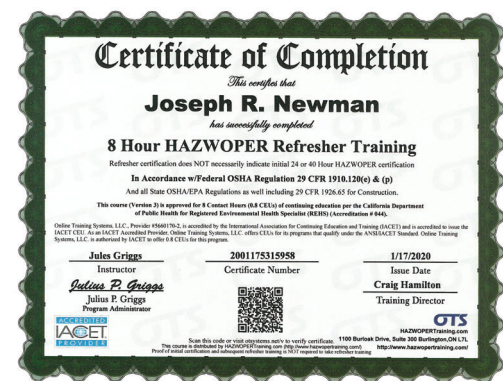 Certificate of Completion
This certifies that
Joseph R. Newman
has successfully completed
8 Hour HAZWOPER Refresher Training
Refresher certification does NOT necessarily indicate initial 24 or 40 Hour HAZWOPER certification
In Accordance w/Federal OSHA Regulation 29 CFR 1910.120(e) & (p)
And all State OSHA/EPA Regulations as well including 29 CFR 1926.65 for Construction.
This course (Version 3) is approved for 8 Contact Hours (0.8 CEUs) of continuing education per the California Department
of Public Health for Registered Environmental Health Specialist (REHS) (Accreditation # 044).
Online Training Systems, LLC., Provider #5660170-2, is accredited by the International Association for Continuing Education and Training (IACET) and is accredited to issue the
IACET CEU. As an IACET Accredited Provider, Online Training Systems, LLC. offers CEUs for its programs that qualify under the ANSI/IACET Standard. Online Training
Systems, LLC. is authorized by IACET to offer 0.8 CEUs for this program.
Jules Griggs 2001175315958 1/17/2020
Instructor Certificate Number Issue Date
Julius P. Griggs Craig Hamilton
Julius P. Griggs Training Director
Program Administrator
OTS
ACCREDITED
IACET
PROVIDER
HAZWOPERTraining.com
Scan this code or visit otsystems.net/v to verify certificate. 1100 Burloak Drive, Suite 300 Burlington,ON L7L
This course is distributed by HAZWOPERTraining.com (http://www.hazwopertraining.com/) http://www.hazwopertraining.com/
Proof of initial certification and subsequent refresher training is NOT required to take refresher training